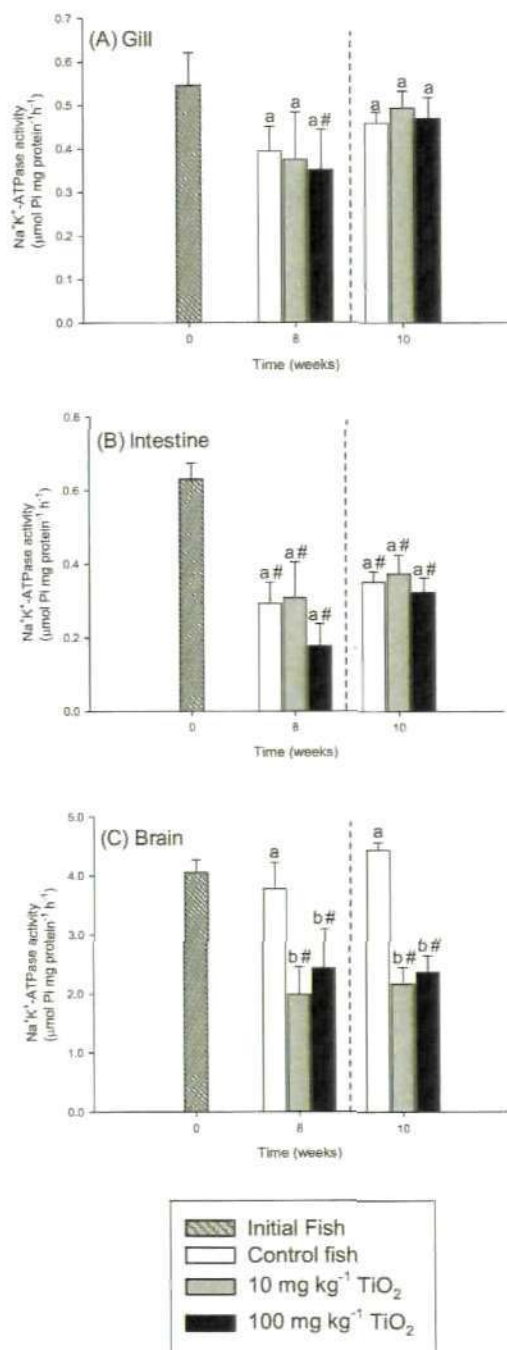 (A) Gill
Na⁺K⁺-ATPase activity
(μmol Pi mg protein⁻¹ h⁻¹)
0.7
0.6
0.5
0.4
0.3
0.2
0.1
0.0
a
a
a#
a
a
a
0
8
10
Time (weeks)
(B) Intestine
Na⁺K⁺-ATPase activity
(μmol Pi mg protein⁻¹ h⁻¹)
0.8
0.6
0.4
0.2
0.0
a#
a#
a#
a#
a#
a#
0
8
10
Time (weeks)
(C) Brain
Na⁺K⁺-ATPase activity
(μmol Pi mg protein⁻¹ h⁻¹)
5.0
4.0
3.0
2.0
1.0
0.0
a
b#
b#
a
b#
b#
0
8
10
Time (weeks)
Initial Fish
Control fish
10 mg kg⁻¹ TiO₂
100 mg kg⁻¹ TiO₂